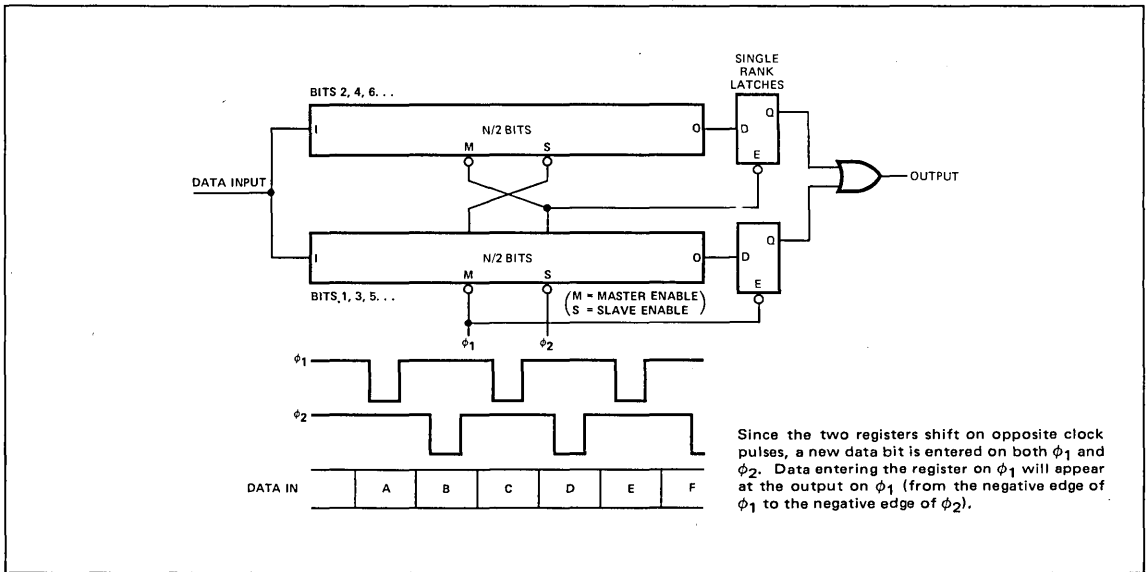 SINGLE
RANK
LATCHES
BITS 2, 4, 6. . .
I
N/2 BITS
O
M
S
D
Q
E
DATA INPUT
OUTPUT
I
N/2 BITS
O
M
S
D
Q
E
BITS 1, 3, 5. . .
(M = MASTER ENABLE
S = SLAVE ENABLE)
ϕ1
ϕ2
ϕ1
ϕ2
DATA IN
A
B
C
D
E
F
Since the two registers shift on opposite clock
pulses, a new data bit is entered on both ϕ1 and
ϕ2. Data entering the register on ϕ1 will appear
at the output on ϕ1 (from the negative edge of
ϕ1 to the negative edge of ϕ2).